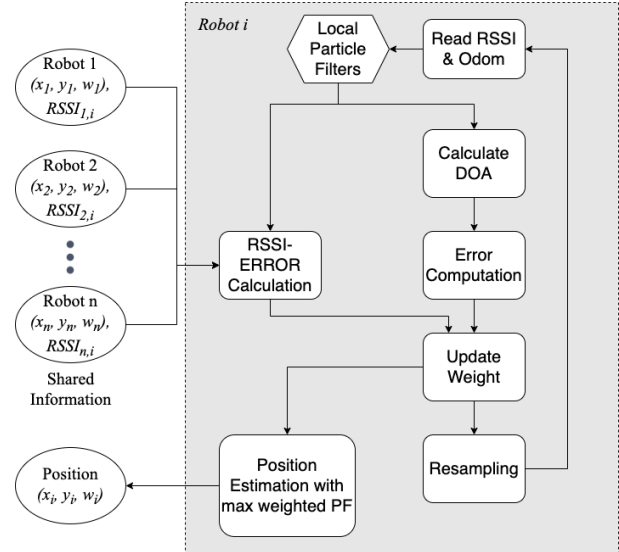 Robot i
Local
Particle
Filters
Read RSSI
& Odom
Robot 1
(x1, y1, w1),
RSSI1,i
Robot 2
(x2, y2, w2),
RSSI2,i
Robot n
(xn, yn, wn),
RSSIn,i
Shared
Information
Calculate
DOA
RSSI-
ERROR
Calculation
Error
Computation
Update
Weight
Position
Estimation with
max weighted PF
Resampling
Position
(xi, yi, wi)